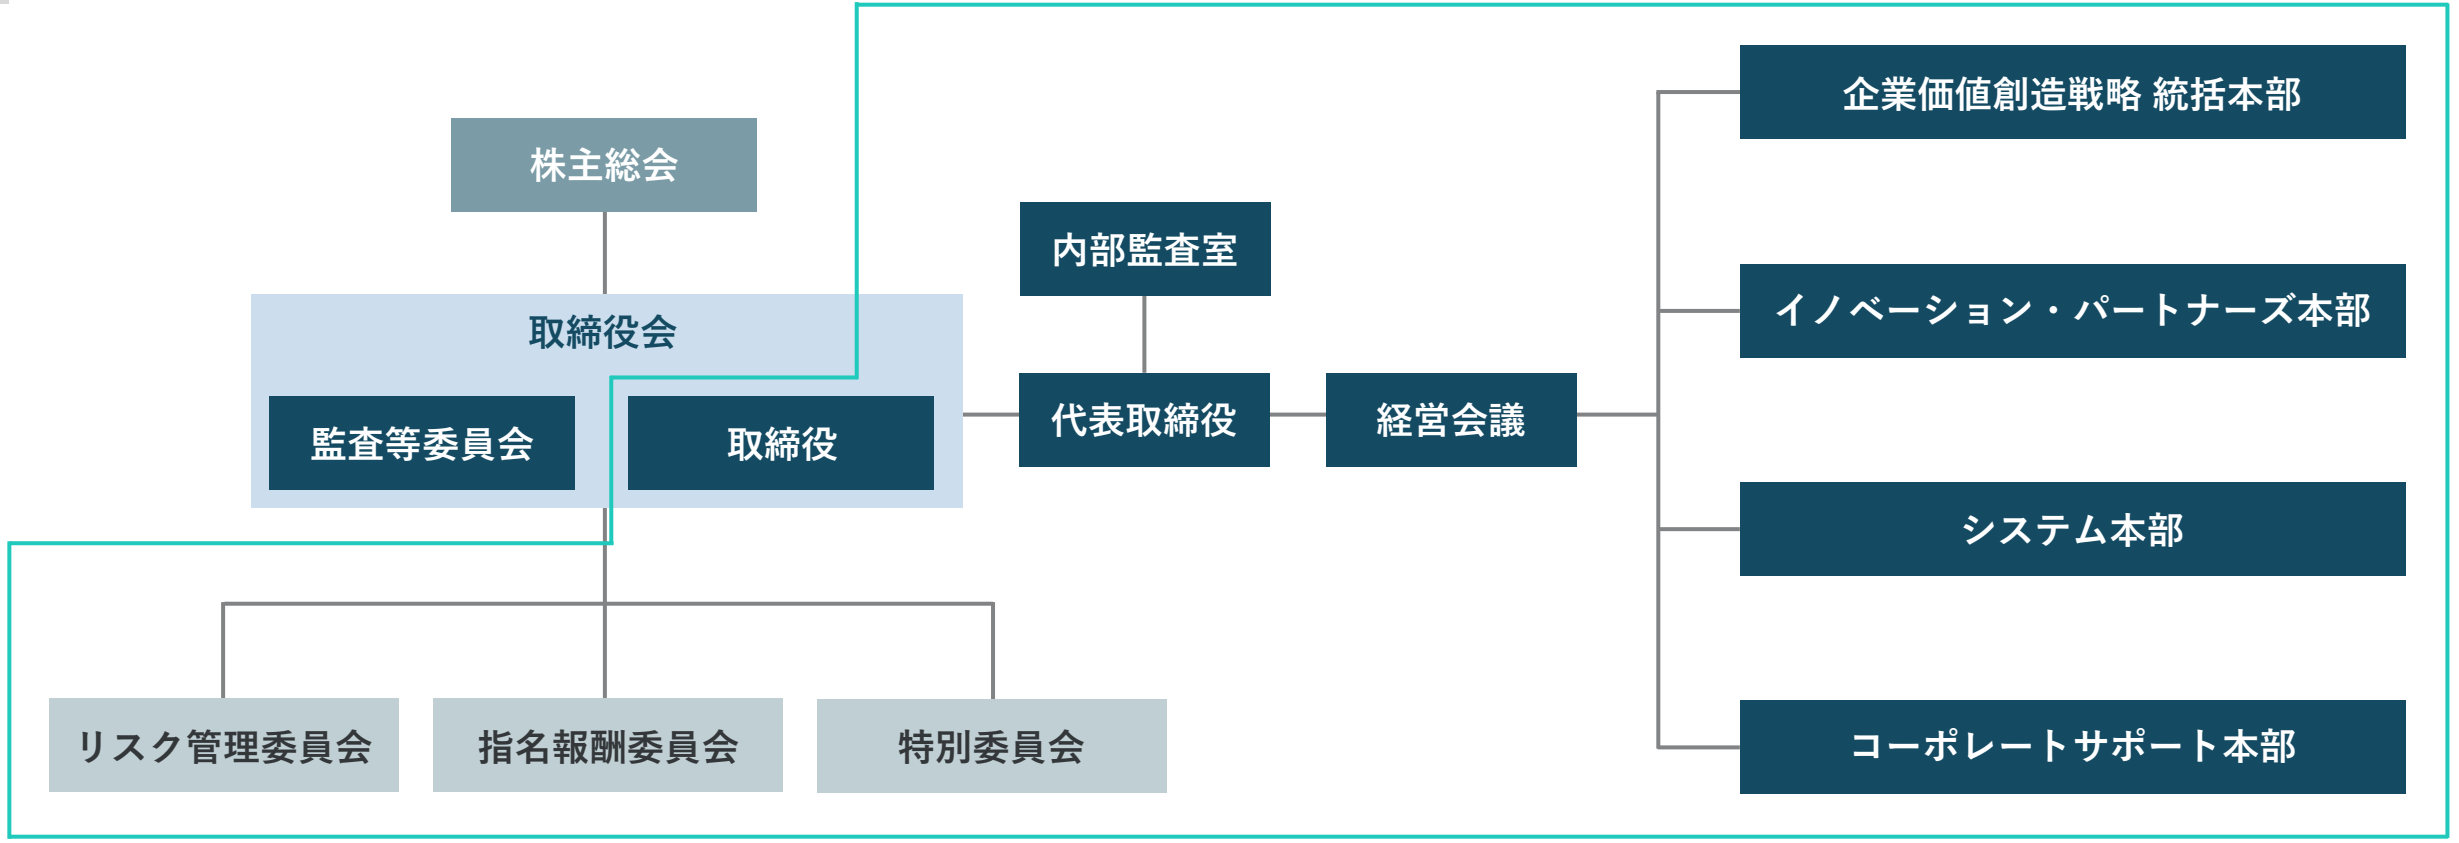 株主総会
取締役会
監査等委員会
取締役
リスク管理委員会
指名報酬委員会
特別委員会
内部監査室
代表取締役
経営会議
企業価値創造戦略 統括本部
イノベーション・パートナーズ本部
システム本部
コーポレートサポート本部